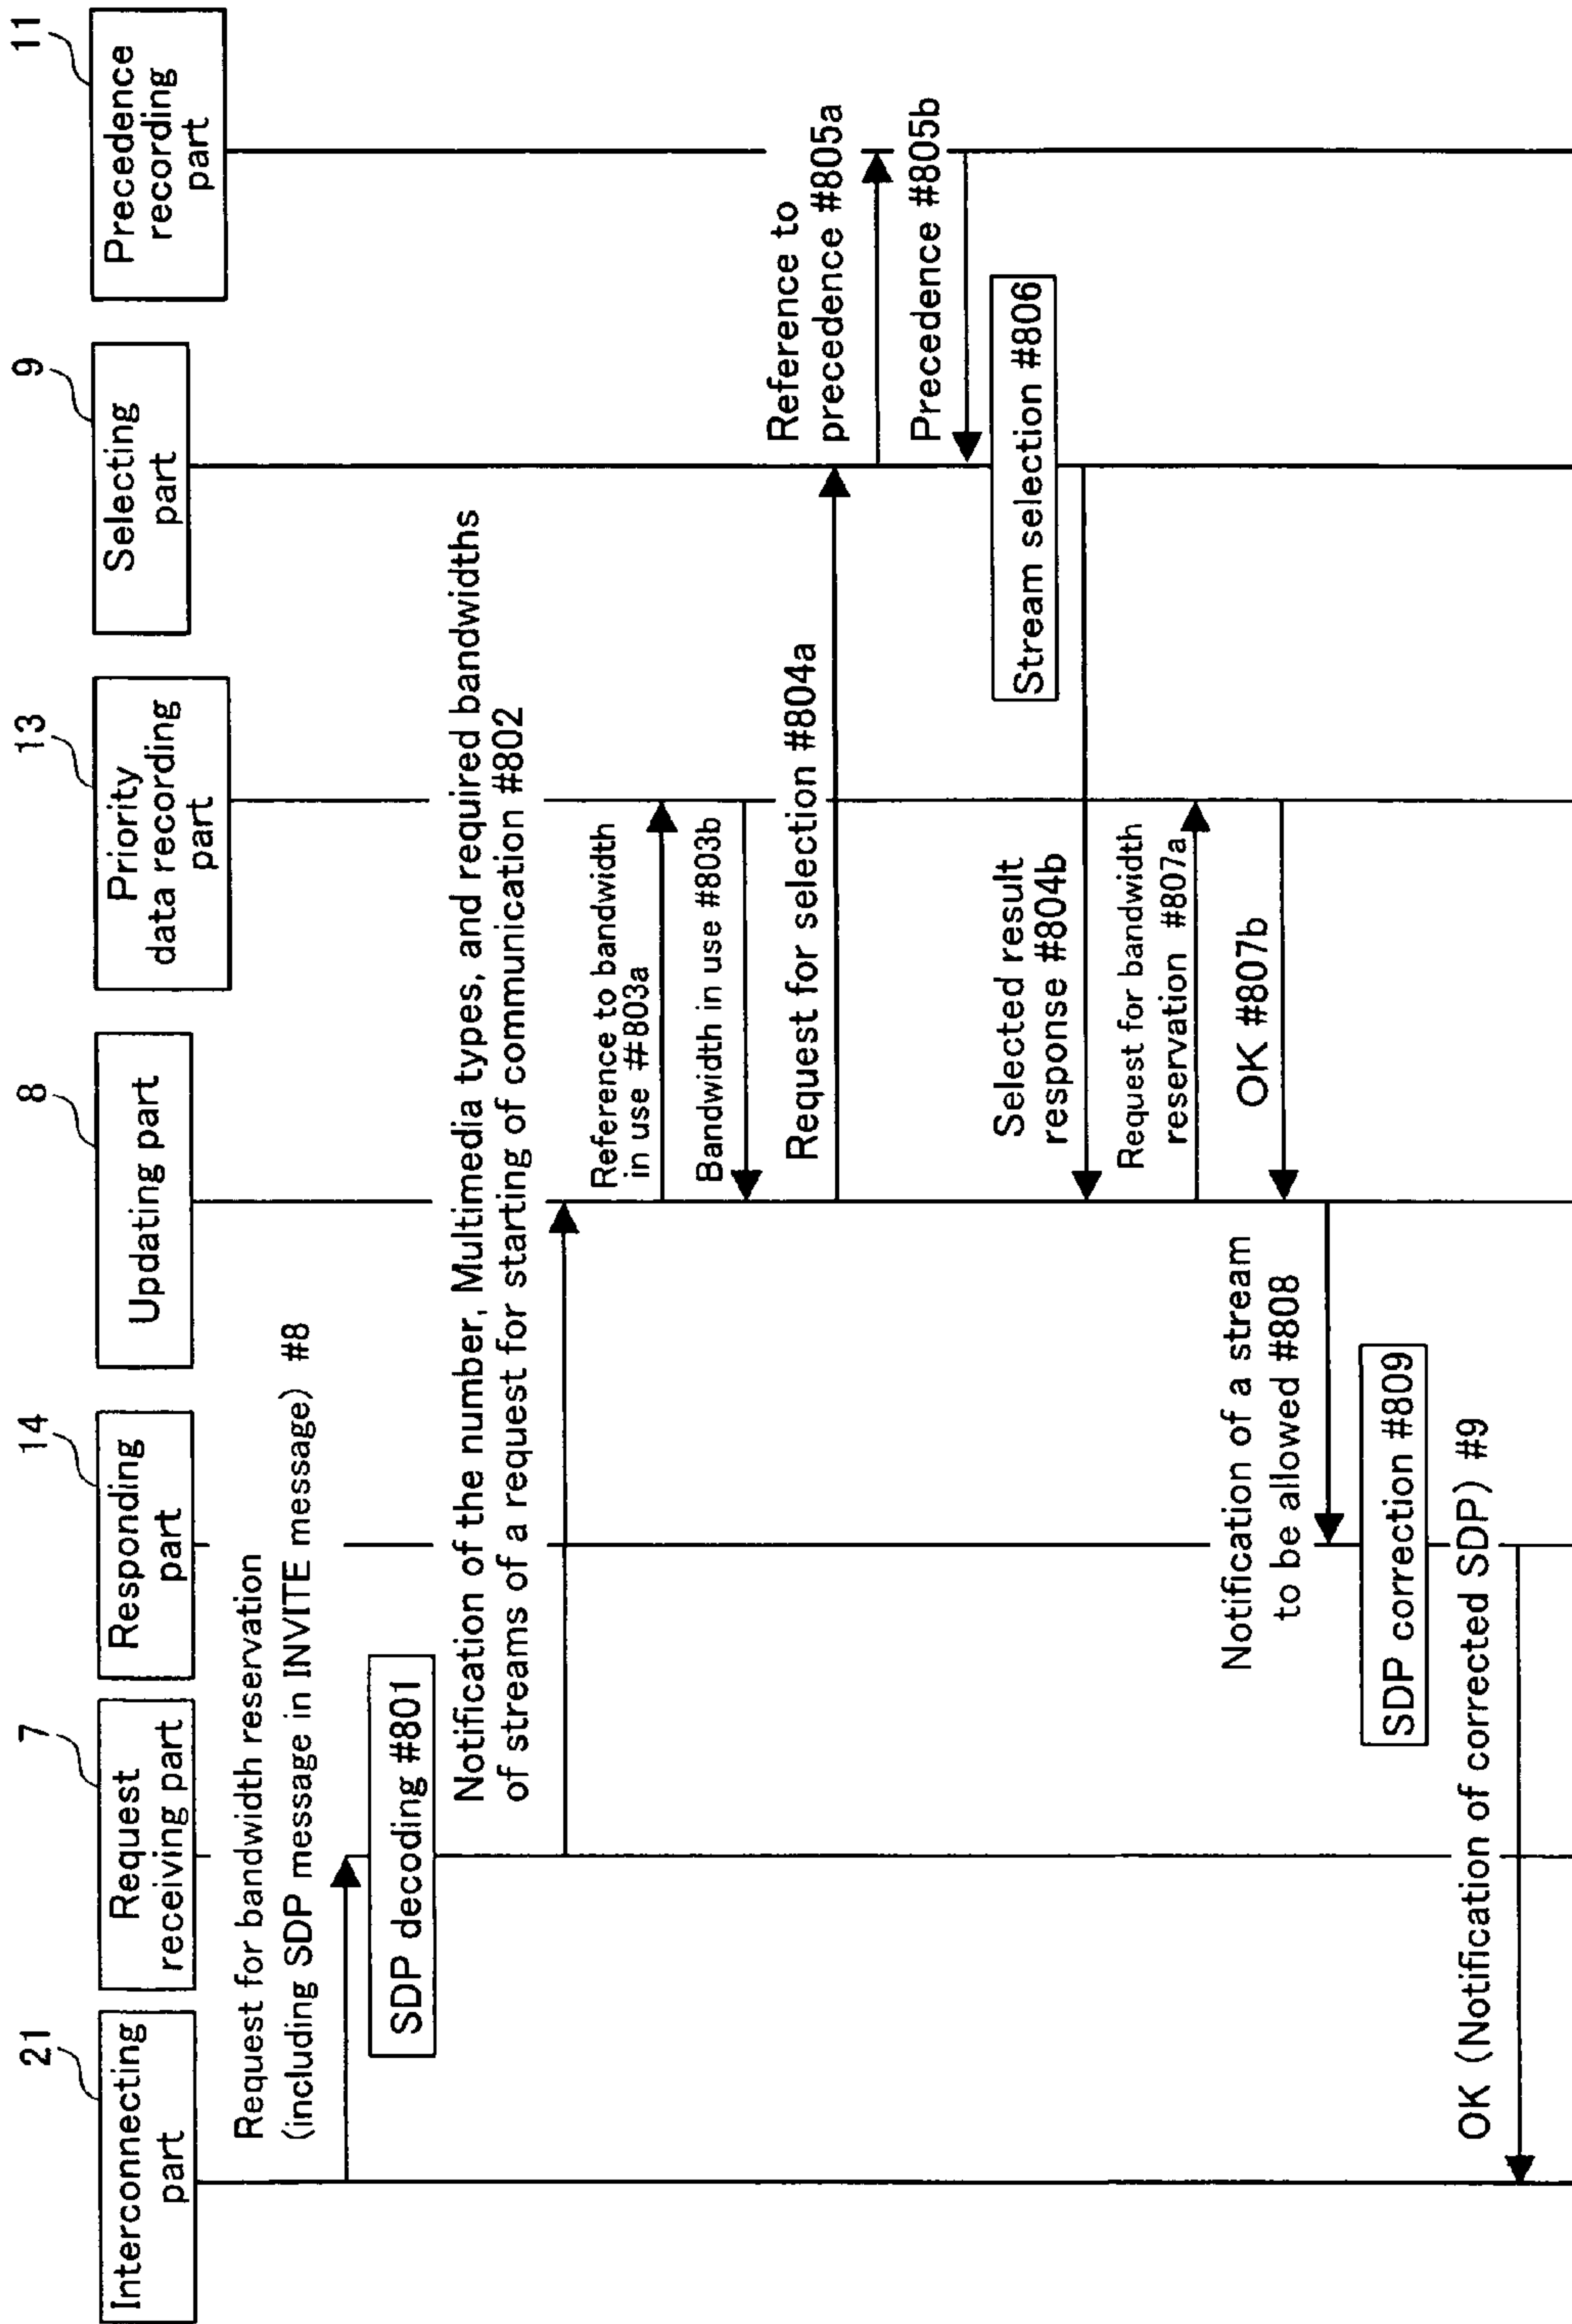 21
Interconnecting
part
7
Request
receiving part
14
Responding
part
8
Updating part
13
Priority
data recording
part
9
Selecting
part
11
Precedence
recording
part
Request for bandwidth reservation
(including SDP message in INVITE message) #8
SDP decoding #801
Notification of the number, Multimedia types, and required bandwidths
of streams of a request for starting of communication #802
Reference to bandwidth
in use #803a
Bandwidth in use #803b
Request for selection #804a
Reference to
precedence #805a
Precedence #805b
Stream selection #806
Selected result
response #804b
Request for bandwidth
reservation #807a
OK #807b
Notification of a stream
to be allowed #808
SDP correction #809
OK (Notification of corrected SDP) #9